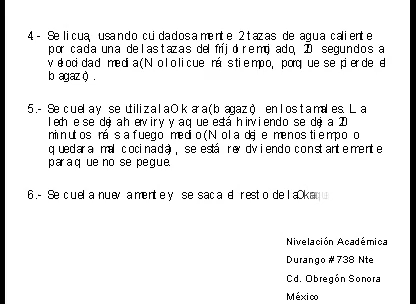 4.- Se licua, usando cuidadosamente 2 tazas de agua caliente
por cada una de las tazas del fríjol remojado, 20 segundos a
velocidad media (No lo licue más tiempo, porque se pierde el
bagazo).
5.- Se cuela y se utiliza la Okara (bagazo) en los tamales. La
leche se deja hervir y a que está hirviendo se deja 20
minutos más a fuego medio (No la deje menos tiempo o
quedara mal cocinada), se está revolviendo constantemente
para que no se pegue.
6.- Se cuela nuevamente y se saca el resto de la Okara
Nivelación Académica
Durango # 738 Nte
Cd. Obregón Sonora
México